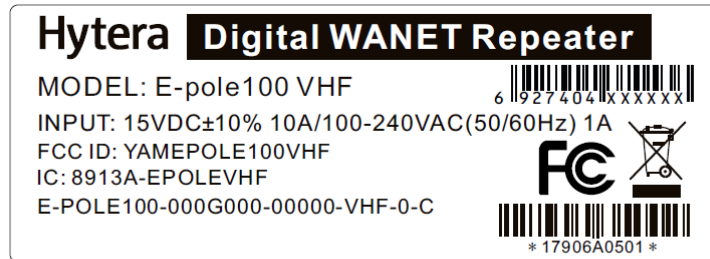 Hytera Digital WANET Repeater
MODEL: E-pole100 VHF
6 927404 XXXXXX
INPUT: 15VDC±10% 10A/100-240VAC(50/60Hz) 1A
FCC ID: YAMEPOLE100VHF
IC: 8913A-EPOLEVHF
FC
E-POLE100-000G000-00000-VHF-0-C
*17906A0501*